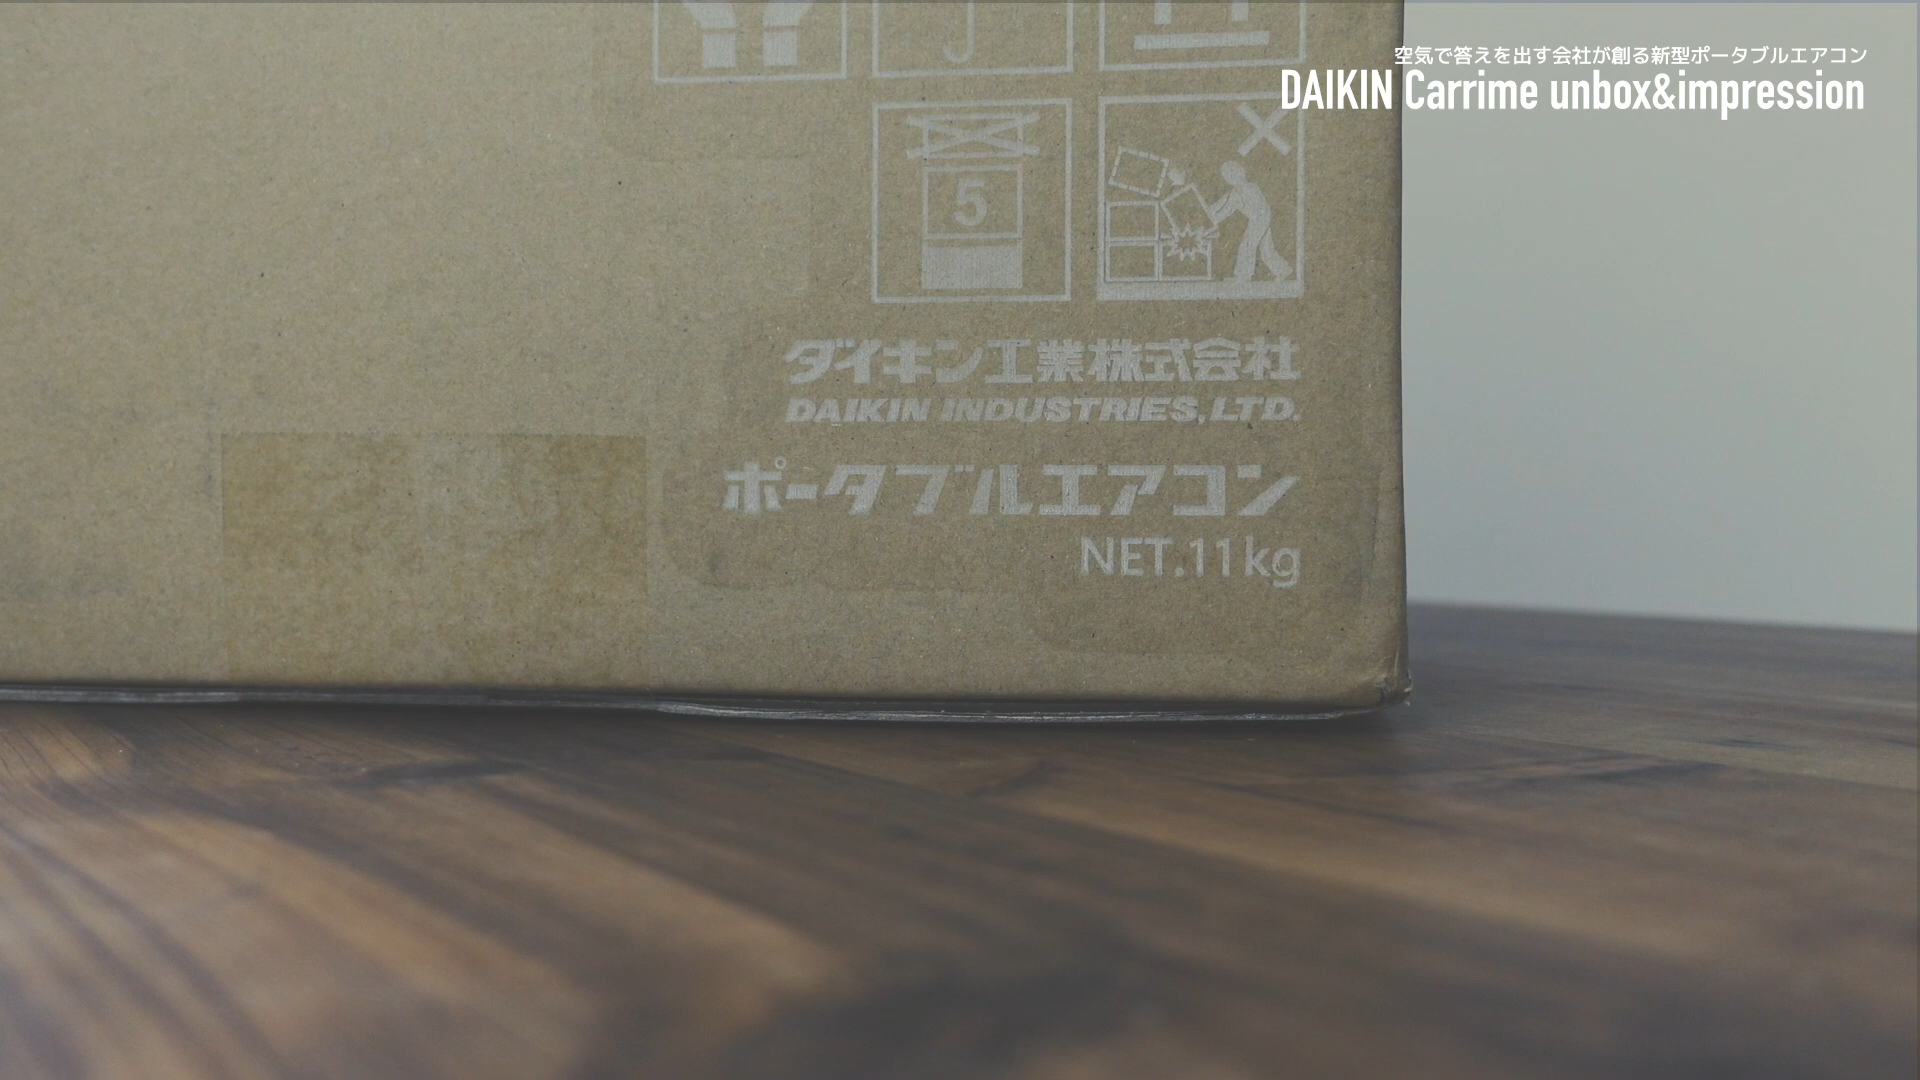 空気で答えを出す会社が創る新型ポータブルエアコン
DAIKIN Carrime unbox&impression
5
ダイキン工業株式会社
DAIKIN INDUSTRIES,LTD.
ポータブルエアコン
NET.11kg